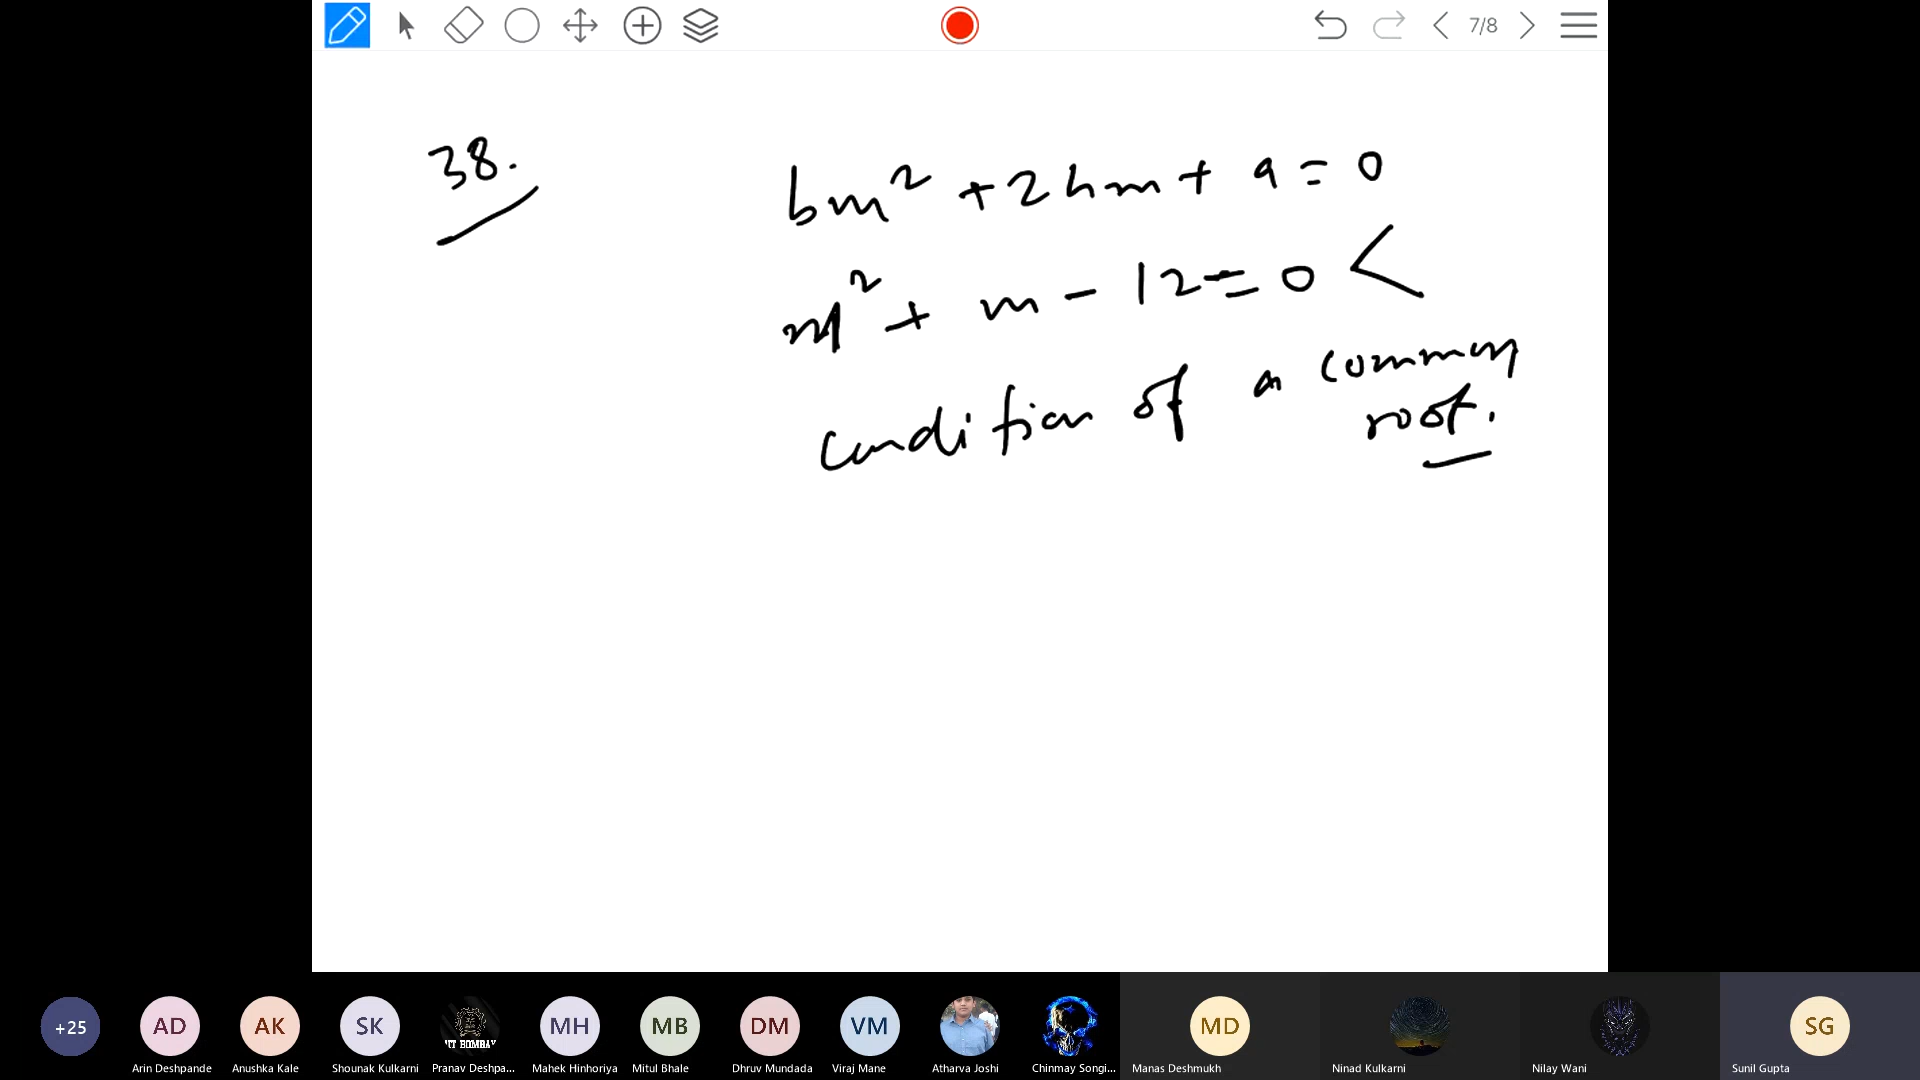 7/8
38.
bm² + 2hm + a = 0
m² + m - 12 = 0 <
condition of a common
root.
+25 AD AK SK MH MB DM VM MD SG
IT BOMBAY
Arin Deshpande Anushka Kale Shounak Kulkarni Pranav Deshpa... Mahek Hinhoriya Mitul Bhale Dhruv Mundada Viraj Mane Atharva Joshi Chinmay Songi... Manas Deshmukh Ninad Kulkarni Nilay Wani Sunil Gupta